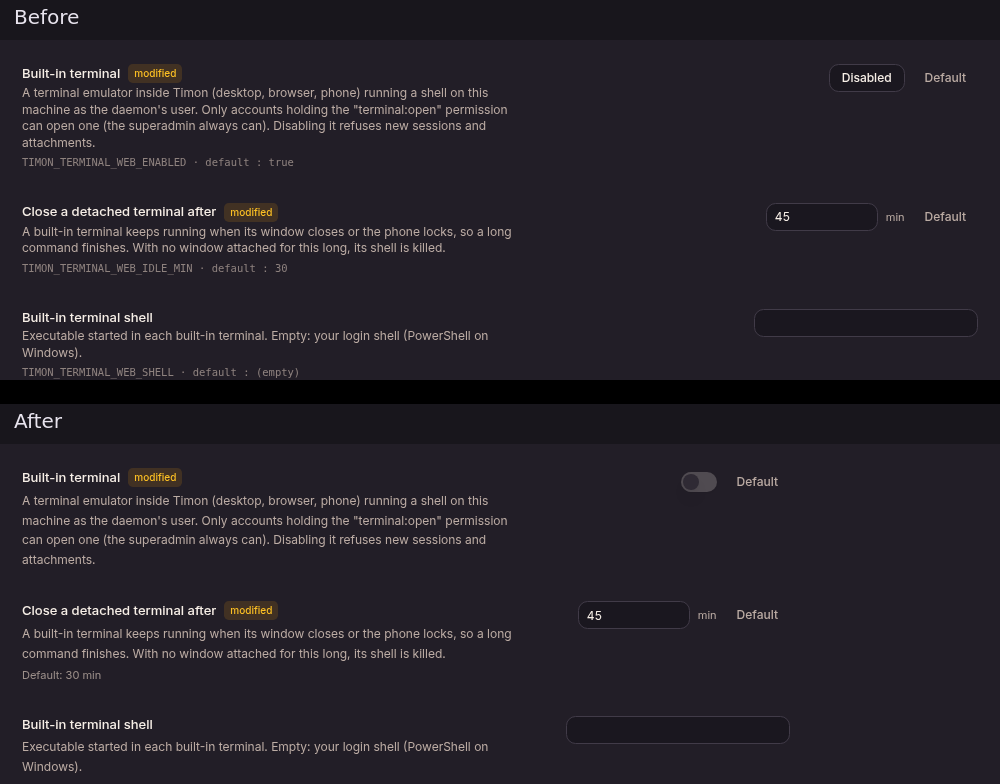 Before
Built-in terminal modified
Disabled Default
A terminal emulator inside Timon (desktop, browser, phone) running a shell on this
machine as the daemon's user. Only accounts holding the "terminal:open" permission
can open one (the superadmin always can). Disabling it refuses new sessions and
attachments.
TIMON_TERMINAL_WEB_ENABLED · default : true
Close a detached terminal after modified
45 min Default
A built-in terminal keeps running when its window closes or the phone locks, so a long
command finishes. With no window attached for this long, its shell is killed.
TIMON_TERMINAL_WEB_IDLE_MIN · default : 30
Built-in terminal shell
Executable started in each built-in terminal. Empty: your login shell (PowerShell on
Windows).
TIMON_TERMINAL_WEB_SHELL · default : (empty)
After
Built-in terminal modified
Default
A terminal emulator inside Timon (desktop, browser, phone) running a shell on this
machine as the daemon's user. Only accounts holding the "terminal:open" permission
can open one (the superadmin always can). Disabling it refuses new sessions and
attachments.
Close a detached terminal after modified
45 min Default
A built-in terminal keeps running when its window closes or the phone locks, so a long
command finishes. With no window attached for this long, its shell is killed.
Default: 30 min
Built-in terminal shell
Executable started in each built-in terminal. Empty: your login shell (PowerShell on
Windows).